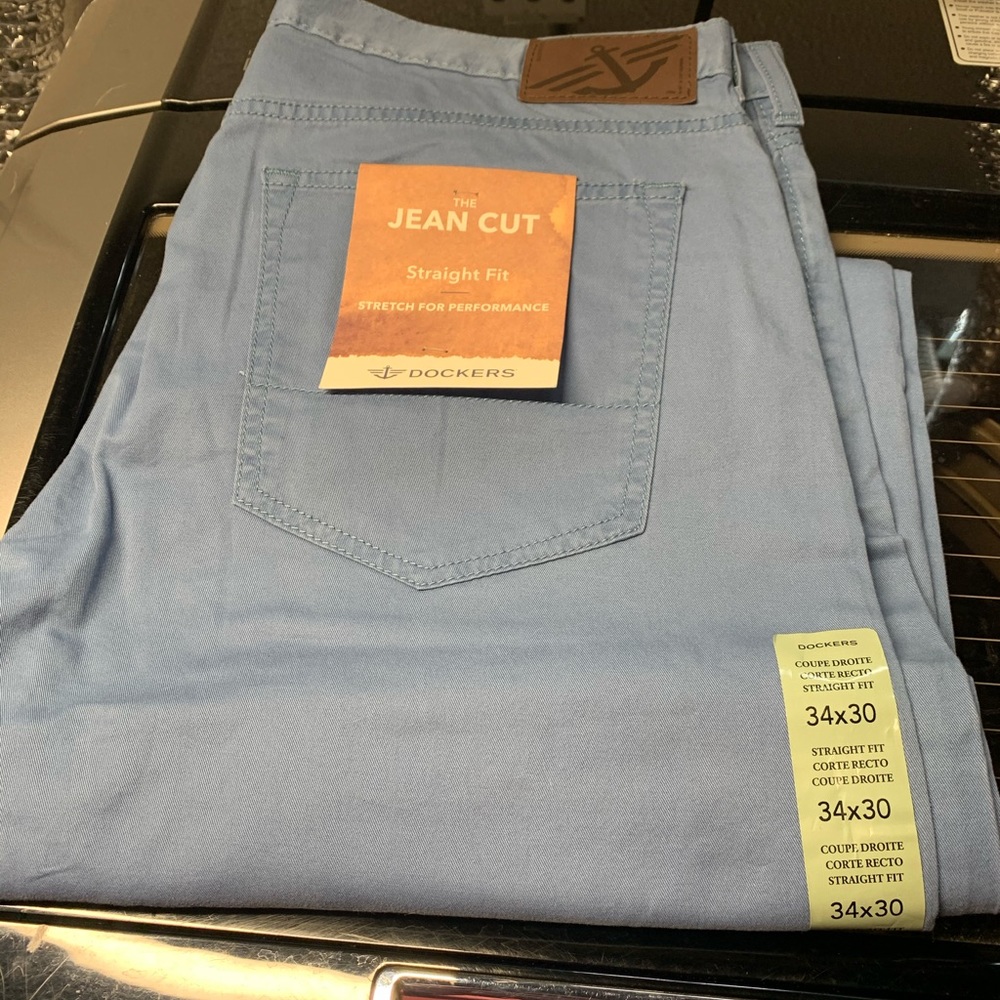 THE
JEAN CUT
Straight Fit
STRETCH FOR PERFORMANCE
DOCKERS
DOCKERS
COUPE DROITE
CORTE RECTO
STRAIGHT FIT
34x30
STRAIGHT FIT
CORTE RECTO
COUPE DROITE
34x30
COUPE DROITE
CORTE RECTO
STRAIGHT FIT
34x30